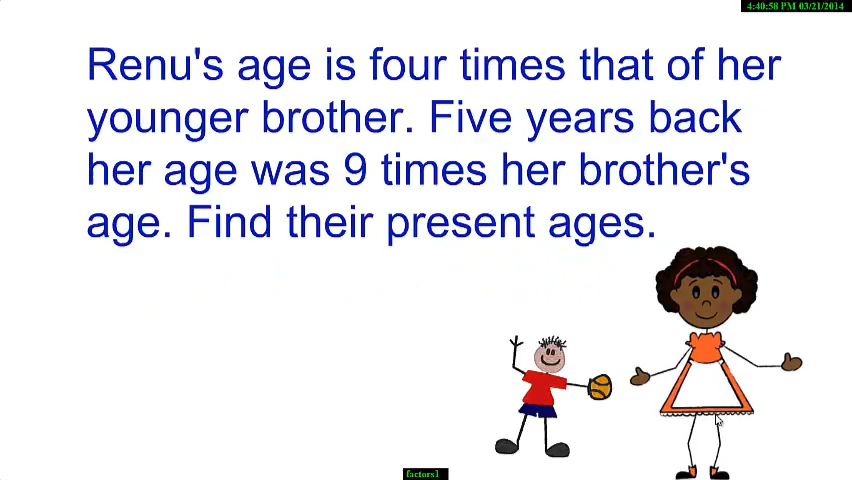 4:40:58 PM 03/21/2014
Renu's age is four times that of her
younger brother. Five years back
her age was 9 times her brother's
age. Find their present ages.
factors1